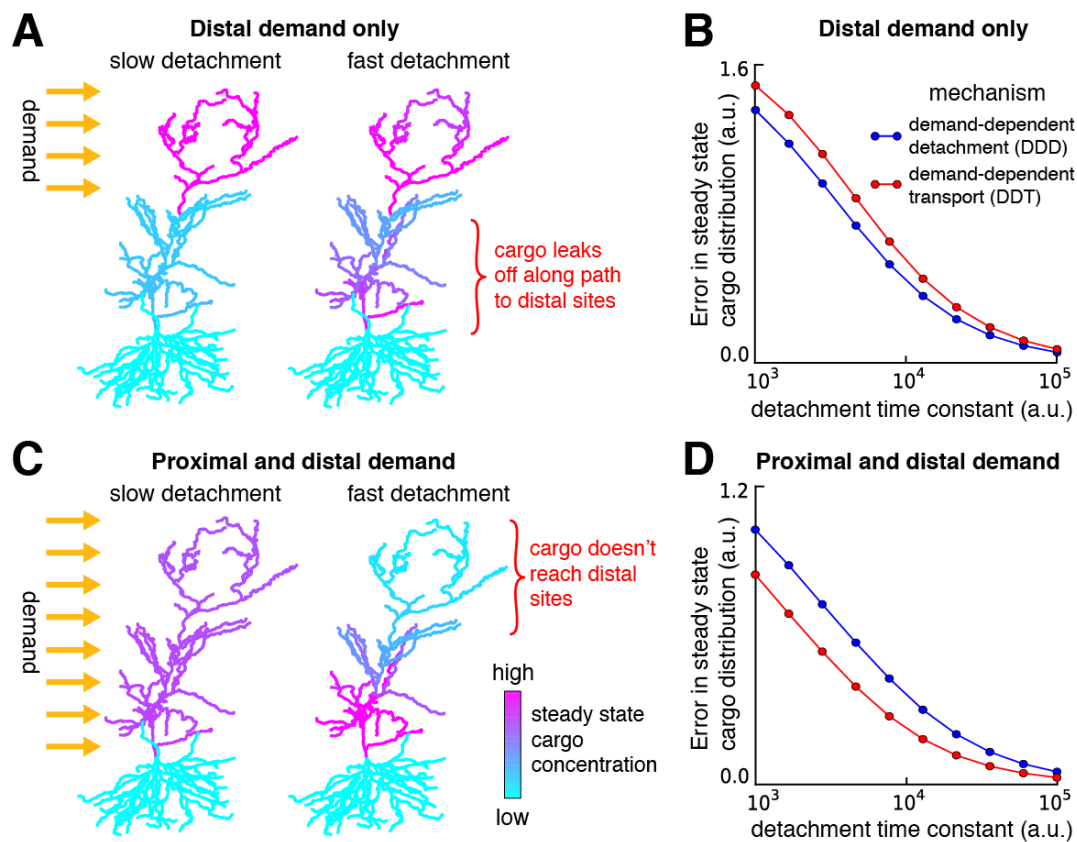 A
Distal demand only
slow detachment
fast detachment
demand
cargo leaks
off along path
to distal sites
B
Distal demand only
1.6
0.0
Error in steady state
cargo distribution (a.u.)
mechanism
demand-dependent
detachment (DDD)
demand-dependent
transport (DDT)
10³
10⁴
10⁵
detachment time constant (a.u.)
C
Proximal and distal demand
slow detachment
fast detachment
demand
cargo doesn't
reach distal
sites
high
steady state
cargo
concentration
low
D
Proximal and distal demand
1.2
0.0
Error in steady state
cargo distribution (a.u.)
10³
10⁴
10⁵
detachment time constant (a.u.)